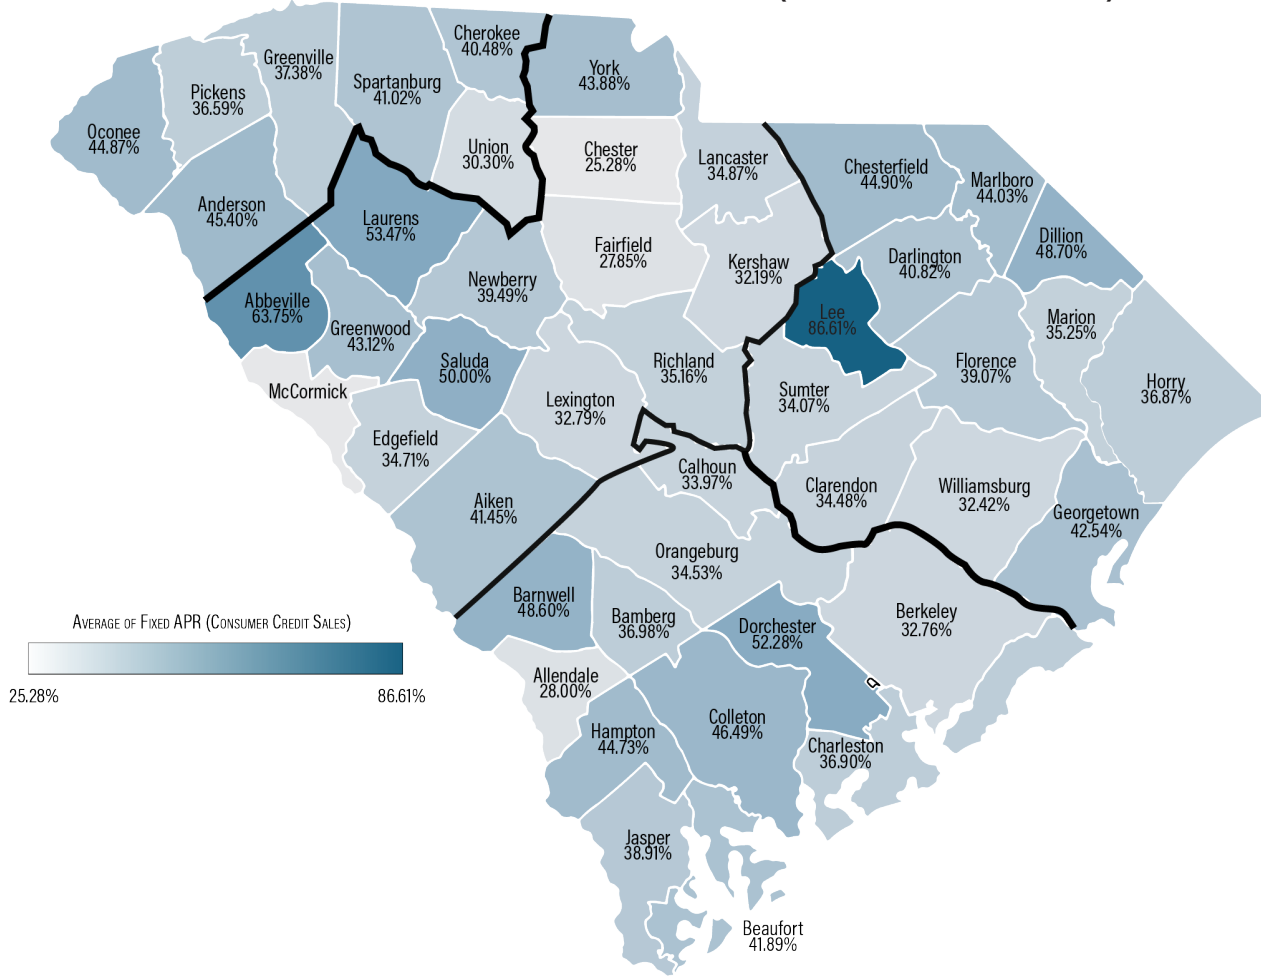 Cherokee
40.48%
Greenville
37.38%
York
43.88%
Spartanburg
41.02%
Pickens
36.59%
Oconee
44.87%
Union
30.30%
Chester
25.28%
Lancaster
34.87%
Chesterfield
44.90%
Marlboro
44.03%
Anderson
45.40%
Laurens
53.47%
Fairfield
27.85%
Kershaw
32.19%
Darlington
40.82%
Dillion
48.70%
Newberry
39.49%
Abbeville
63.75%
Greenwood
43.12%
Lee
86.61%
Marion
35.25%
Saluda
50.00%
Richland
35.16%
Florence
39.07%
Horry
36.87%
McCormick
Lexington
32.79%
Sumter
34.07%
Edgefield
34.71%
Calhoun
33.97%
Clarendon
34.48%
Williamsburg
32.42%
Aiken
41.45%
Georgetown
42.54%
Orangeburg
34.53%
Barnwell
48.60%
Bamberg
36.98%
Berkeley
32.76%
Dorchester
52.28%
Average of Fixed APR (Consumer Credit Sales)
25.28%
86.61%
Allendale
28.00%
Colleton
46.49%
Hampton
44.73%
Charleston
36.90%
Jasper
38.91%
Beaufort
41.89%